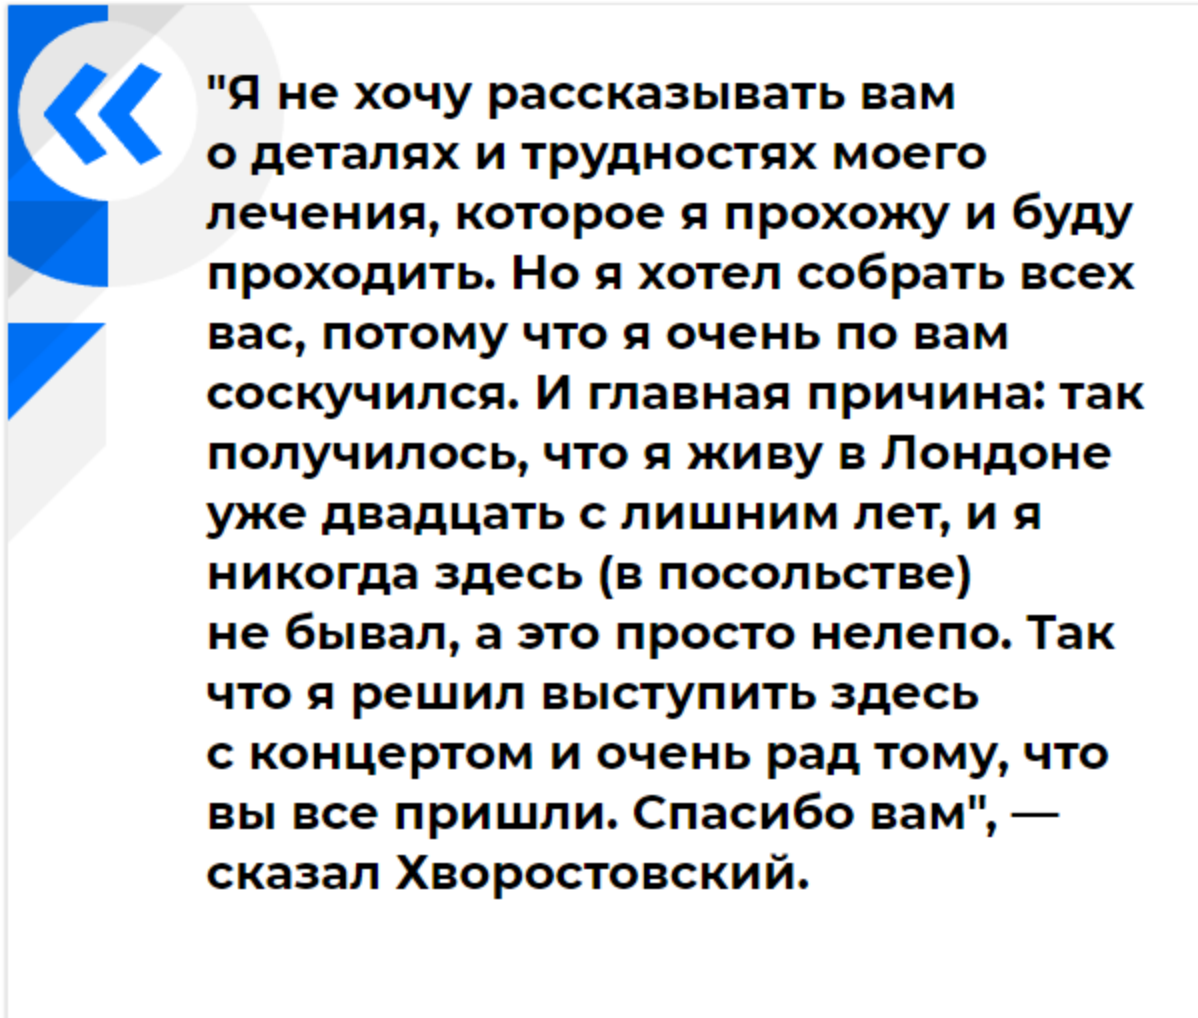 "Я не хочу рассказывать вам
о деталях и трудностях моего
лечения, которое я прохожу и буду
проходить. Но я хотел собрать всех
вас, потому что я очень по вам
соскучился. И главная причина: так
получилось, что я живу в Лондоне
уже двадцать с лишним лет, и я
никогда здесь (в посольстве)
не бывал, а это просто нелепо. Так
что я решил выступить здесь
с концертом и очень рад тому, что
вы все пришли. Спасибо вам", —
сказал Хворостовский.